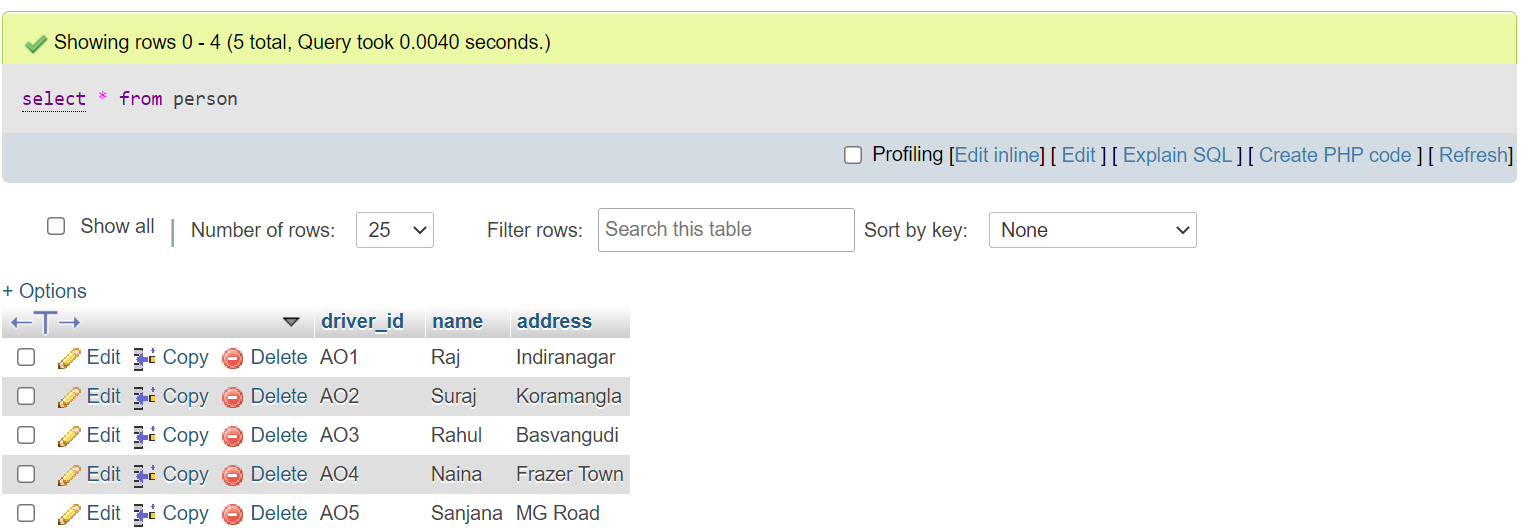 Showing rows 0 - 4 (5 total, Query took 0.0040 seconds.)
select * from person
Profiling [Edit inline] [ Edit ] [ Explain SQL ] [ Create PHP code ] [ Refresh]
Show all | Number of rows: 25 Filter rows: Search this table Sort by key: None
+ Options
←T→ driver_id name address
Edit Copy Delete AO1 Raj Indiranagar
Edit Copy Delete AO2 Suraj Koramangla
Edit Copy Delete AO3 Rahul Basvangudi
Edit Copy Delete AO4 Naina Frazer Town
Edit Copy Delete AO5 Sanjana MG Road